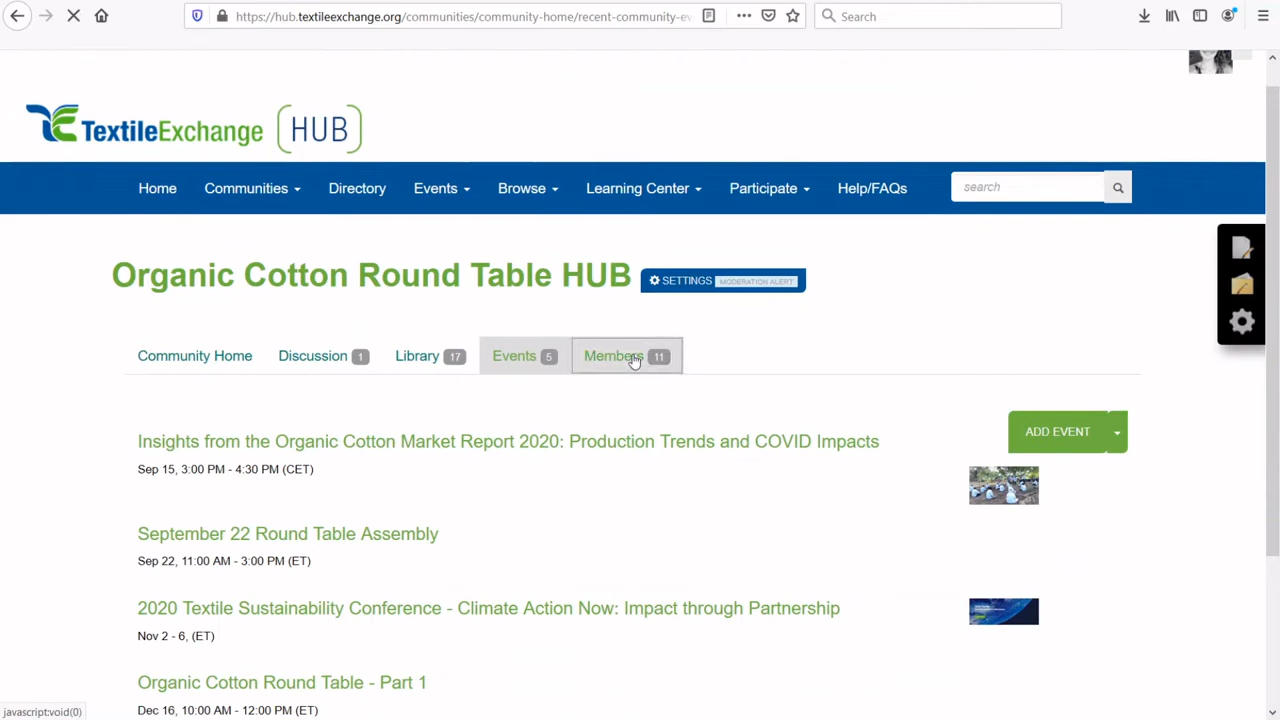 https://hub.textileexchange.org/communities/community-home/recent-community-ev
Search
TextileExchange HUB
Home Communities Directory Events Browse Learning Center Participate Help/FAQs search
Organic Cotton Round Table HUB SETTINGS MODERATION ALERT
Community Home Discussion 1 Library 17 Events 5 Members 11
Insights from the Organic Cotton Market Report 2020: Production Trends and COVID Impacts
ADD EVENT
Sep 15, 3:00 PM - 4:30 PM (CET)
September 22 Round Table Assembly
Sep 22, 11:00 AM - 3:00 PM (ET)
2020 Textile Sustainability Conference - Climate Action Now: Impact through Partnership
Nov 2 - 6, (ET)
Organic Cotton Round Table - Part 1
Dec 16, 10:00 AM - 12:00 PM (ET)
javascript:void(0)